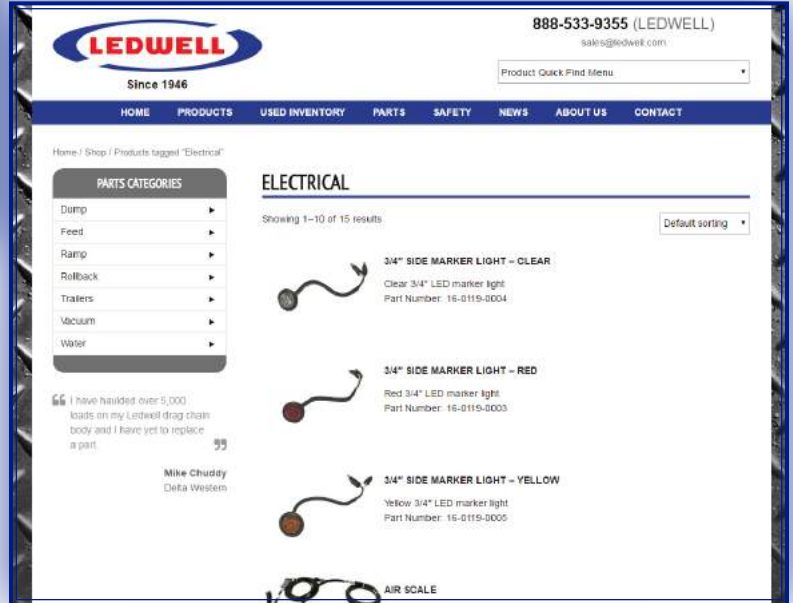 LEDWELL
Since 1946
888-533-9355 (LEDWELL)
sales@ledwell.com
Product Quick Find Menu
HOME PRODUCTS USED INVENTORY PARTS SAFETY NEWS ABOUT US CONTACT
Home / Shop / Products tagged "Electrical"
PARTS CATEGORIES
Dump
Feed
Ramp
Rollback
Trailers
Vacuum
Water
I have haulded over 5,000
loads on my Ledwell drag chain
body and I have yet to replace
a part.
Mike Chuddy
Delta Western
ELECTRICAL
Showing 1–10 of 15 results
Default sorting
3/4" SIDE MARKER LIGHT – CLEAR
Clear 3/4" LED marker light
Part Number: 16-0119-0004
3/4" SIDE MARKER LIGHT – RED
Red 3/4" LED marker light
Part Number: 16-0119-0003
3/4" SIDE MARKER LIGHT – YELLOW
Yellow 3/4" LED marker light
Part Number: 16-0119-0005
AIR SCALE